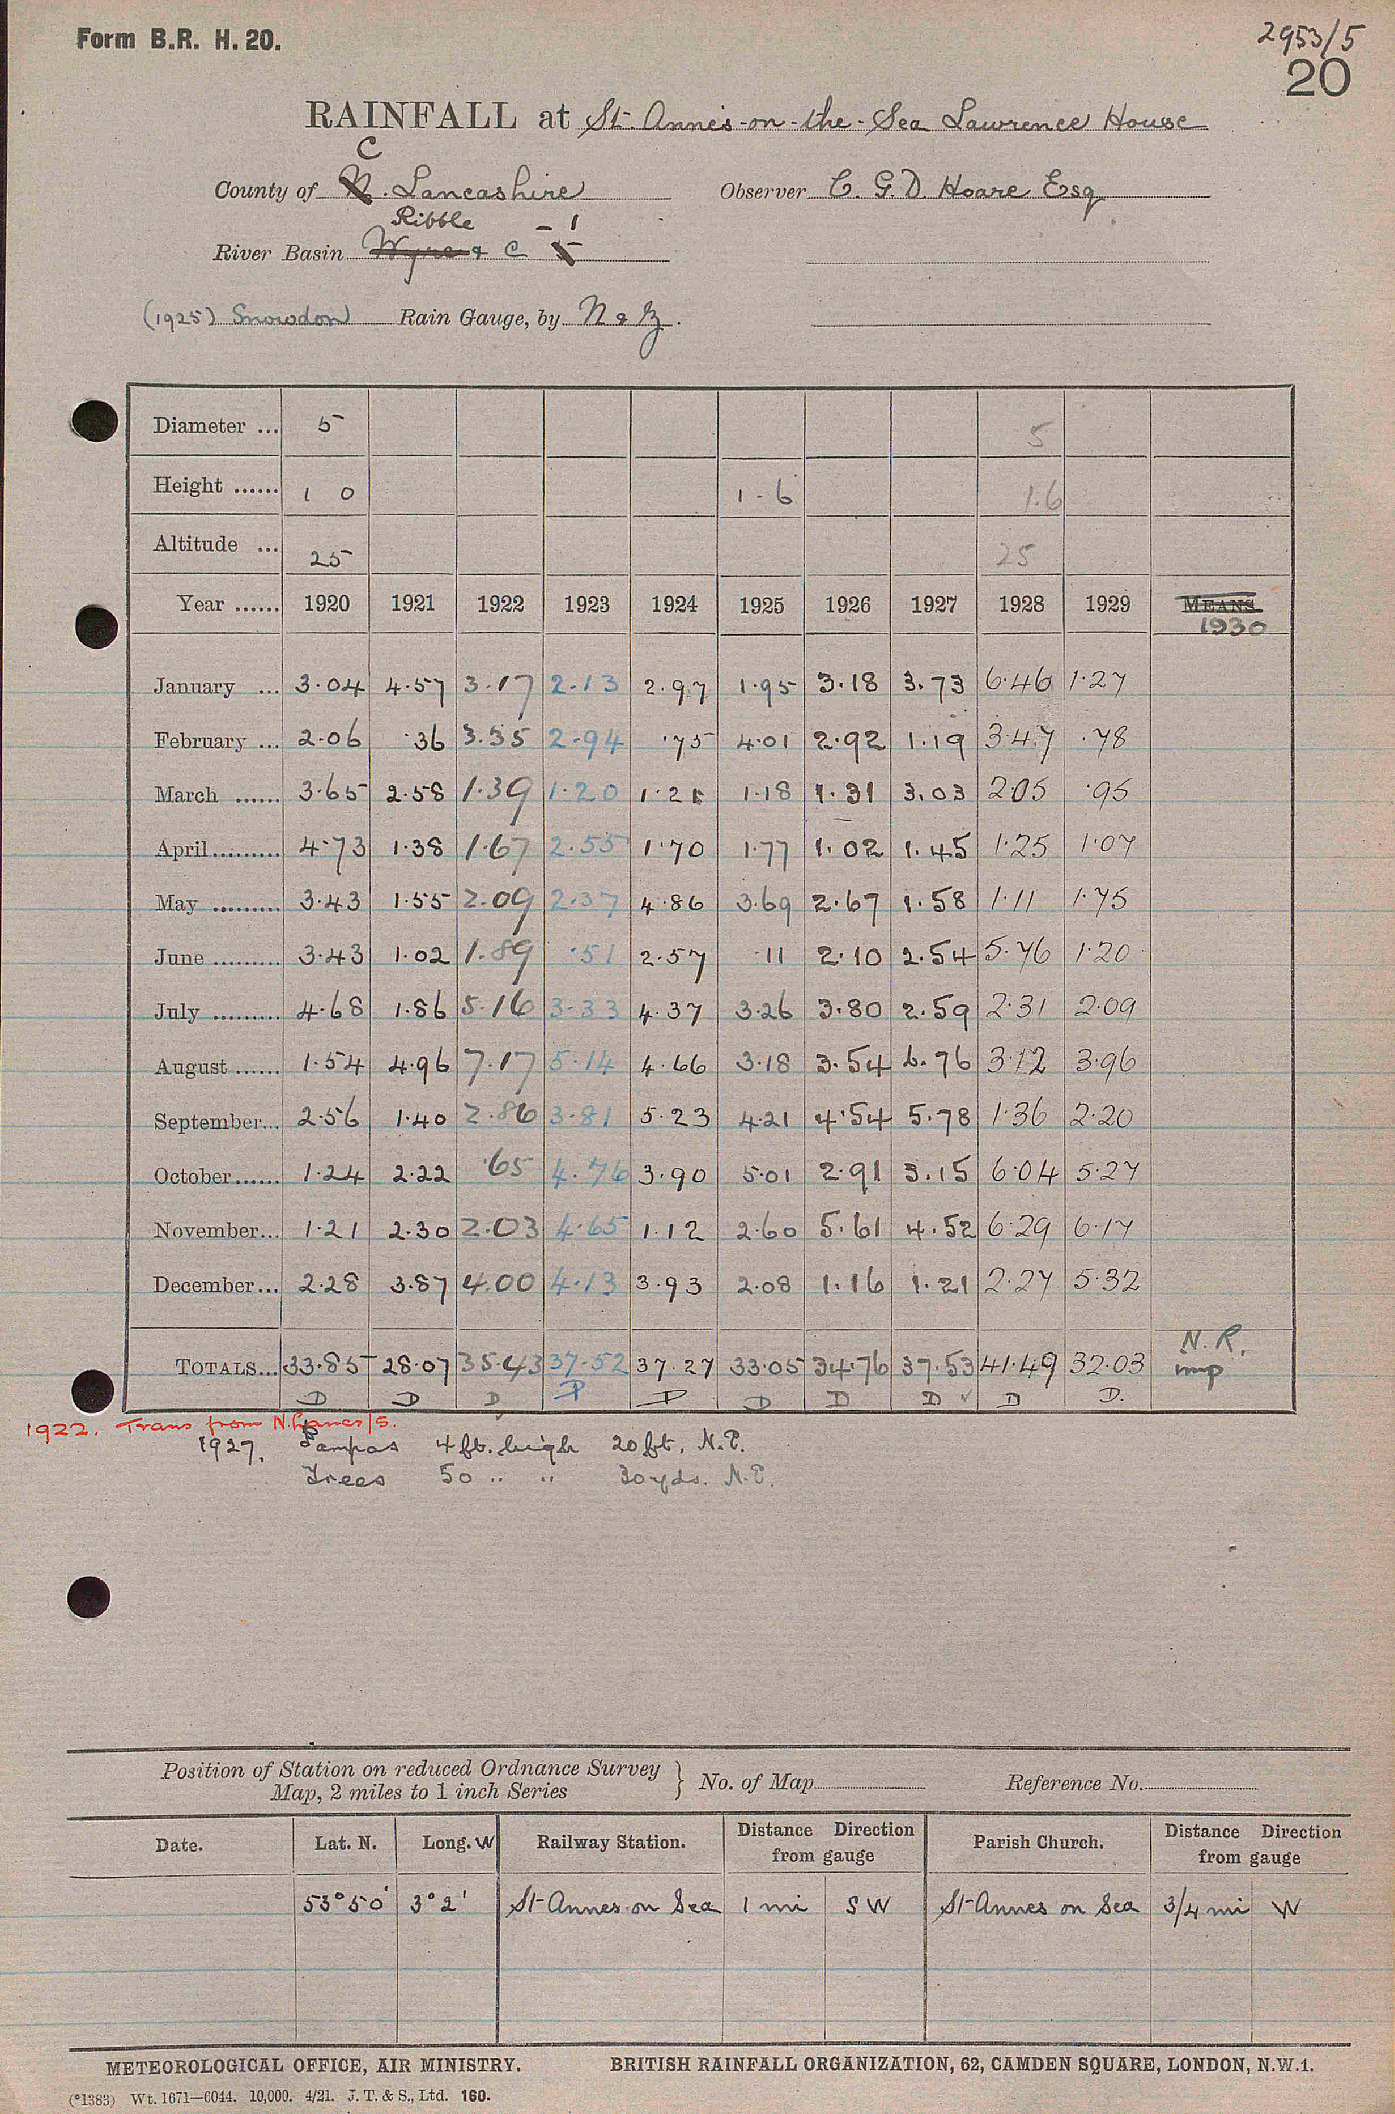 Form B.R. H. 20.
2953/5
20
RAINFALL at St Anne's-on-the-Sea Lawrence House
C
County of N. Lancashire Observer C. G. D. Hoare Esq
Ribble - 1
River Basin Wyre & C
(1925) Snowdon Rain Gauge, by N & Z.
Diameter ... 5 5
Height ...... 1 0 1-6 1.6
Altitude ... 25 25
Year ...... 1920 1921 1922 1923 1924 1925 1926 1927 1928 1929 MEANS
1930
January ... 3.04 4.57 3.17 2.13 2.97 1.95 3.18 3.73 6.46 1.27
February ... 2.06 .36 3.35 2.94 .75 4.01 2.92 1.19 3.47 .78
March ...... 3.65 2.58 1.39 1.20 1.21 1.18 1.31 3.03 2.05 .95
April ......... 4.73 1.38 1.67 2.55 1.70 1.77 1.02 1.45 1.25 1.07
May ......... 3.43 1.55 2.09 2.37 4.86 3.69 2.67 1.58 1.11 1.75
June ......... 3.43 1.02 1.89 .51 2.57 .11 2.10 2.54 5.76 1.20
July ......... 4.68 1.86 5.16 3.33 4.37 3.26 3.80 2.59 2.31 2.09
August ...... 1.54 4.96 7.17 5.14 4.66 3.18 3.54 6.76 3.12 3.96
September... 2.56 1.40 2.86 3.81 5.23 4.21 4.54 5.78 1.36 2.20
October...... 1.24 2.22 .65 4.76 3.90 5.01 2.91 3.15 6.04 5.27
November... 1.21 2.30 2.03 4.65 1.12 2.60 5.61 4.52 6.29 6.17
December... 2.28 3.87 4.00 4.13 3.93 2.08 1.16 1.21 2.27 5.32
N.R.
TOTALS... 33.85 28.07 35.43 37.52 37.27 33.05 34.76 37.53 41.49 32.03 imp
D D D D D D D D ✓ D D.
1922. Trans from N. Lancs/5.
1927. Pampas 4 ft. high 20 ft. N.E.
Trees 50 " " 30 yds. N.E.
Position of Station on reduced Ordnance Survey
Map, 2 miles to 1 inch Series } No. of Map Reference No.
Date. Lat. N. Long. W Railway Station. Distance Direction from gauge Parish Church. Distance Direction from gauge
53° 50' 3° 2' St Annes on Sea 1 mi S W St Annes on Sea 3/4 mi W
METEOROLOGICAL OFFICE, AIR MINISTRY. BRITISH RAINFALL ORGANIZATION, 62, CAMDEN SQUARE, LONDON, N.W.1.
(*1383) Wt. 1671—6044. 10,000. 4/21. J. T. & S., Ltd. 160.